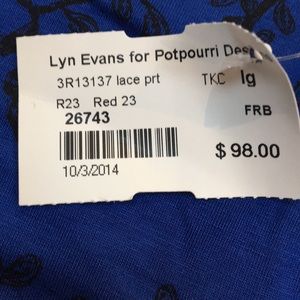 Lyn Evans for Potpourri Desi
3R13137 lace prt TKC lg
R23 Red 23
26743 FRB
$ 98.00
10/3/2014